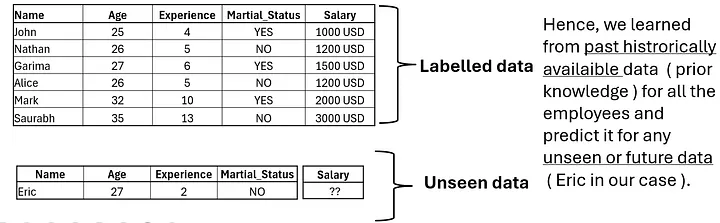 Name Age Experience Martial_Status Salary
John 25 4 YES 1000 USD
Nathan 26 5 NO 1200 USD
Garima 27 6 YES 1500 USD
Alice 26 5 NO 1200 USD
Mark 32 10 YES 2000 USD
Saurabh 35 13 NO 3000 USD
Labelled data
Name Age Experience Martial_Status Salary
Eric 27 2 NO ??
Unseen data
Hence, we learned
from past histrorically
availaible data ( prior
knowledge ) for all the
employees and
predict it for any
unseen or future data
( Eric in our case ).